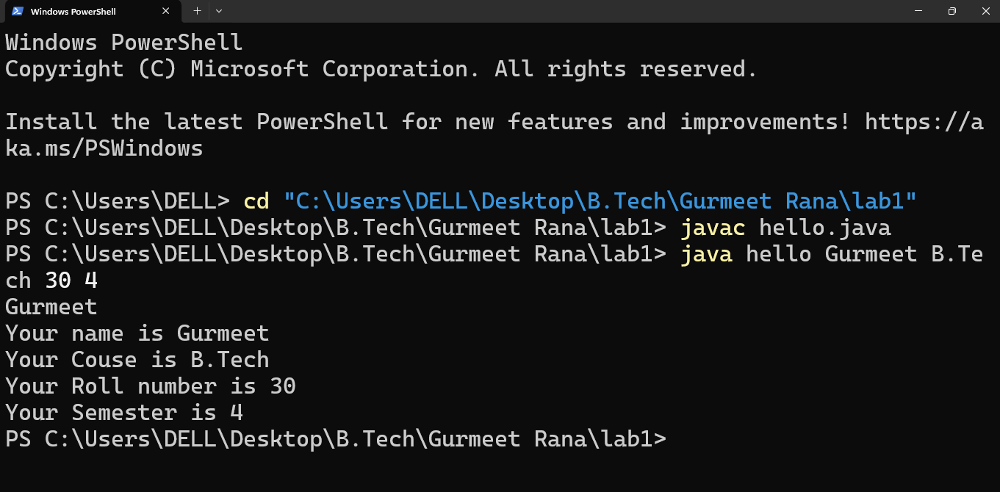 Windows PowerShell
Windows PowerShell
Copyright (C) Microsoft Corporation. All rights reserved.
Install the latest PowerShell for new features and improvements! https://a
ka.ms/PSWindows
PS C:\Users\DELL> cd "C:\Users\DELL\Desktop\B.Tech\Gurmeet Rana\lab1"
PS C:\Users\DELL\Desktop\B.Tech\Gurmeet Rana\lab1> javac hello.java
PS C:\Users\DELL\Desktop\B.Tech\Gurmeet Rana\lab1> java hello Gurmeet B.Te
ch 30 4
Gurmeet
Your name is Gurmeet
Your Couse is B.Tech
Your Roll number is 30
Your Semester is 4
PS C:\Users\DELL\Desktop\B.Tech\Gurmeet Rana\lab1>